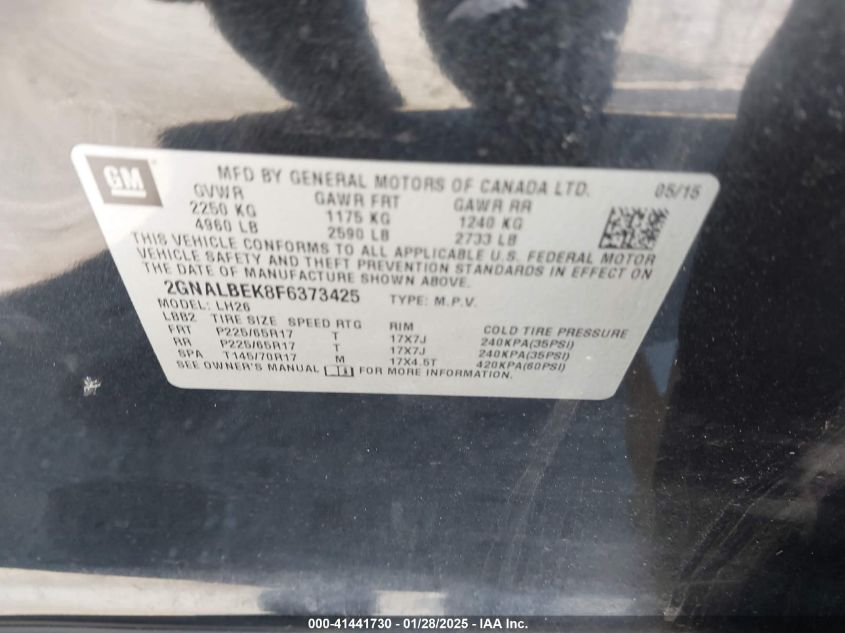 GM
MFD BY GENERAL MOTORS OF CANADA LTD. 05/15
GVWR GAWR FRT GAWR RR
2250 KG 1175 KG 1240 KG
4960 LB 2590 LB 2733 LB
THIS VEHICLE CONFORMS TO ALL APPLICABLE U.S. FEDERAL MOTOR
VEHICLE SAFETY AND THEFT PREVENTION STANDARDS IN EFFECT ON
THE DATE OF MANUFACTURE SHOWN ABOVE.
2GNALBEK8F6373425 TYPE: M.P.V.
MODEL: LH26
LBB2 TIRE SIZE SPEED RTG RIM COLD TIRE PRESSURE
FRT P225/65R17 T 17X7J 240KPA(35PSI)
RR P225/65R17 T 17X7J 240KPA(35PSI)
SPA T145/70R17 M 17X4.5T 420KPA(60PSI)
SEE OWNER'S MANUAL FOR MORE INFORMATION.
000-41441730 - 01/28/2025 - IAA Inc.